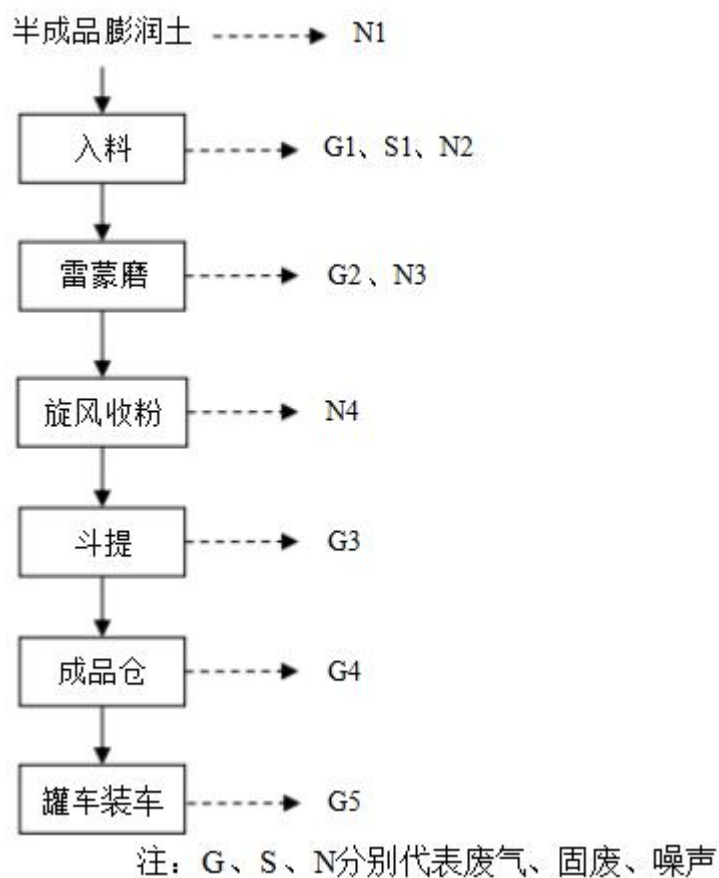 半成品膨润土 N1
入料 G1、S1、N2
雷蒙磨 G2、N3
旋风收粉 N4
斗提 G3
成品仓 G4
罐车装车 G5
注：G、S、N分别代表废气、固废、噪声